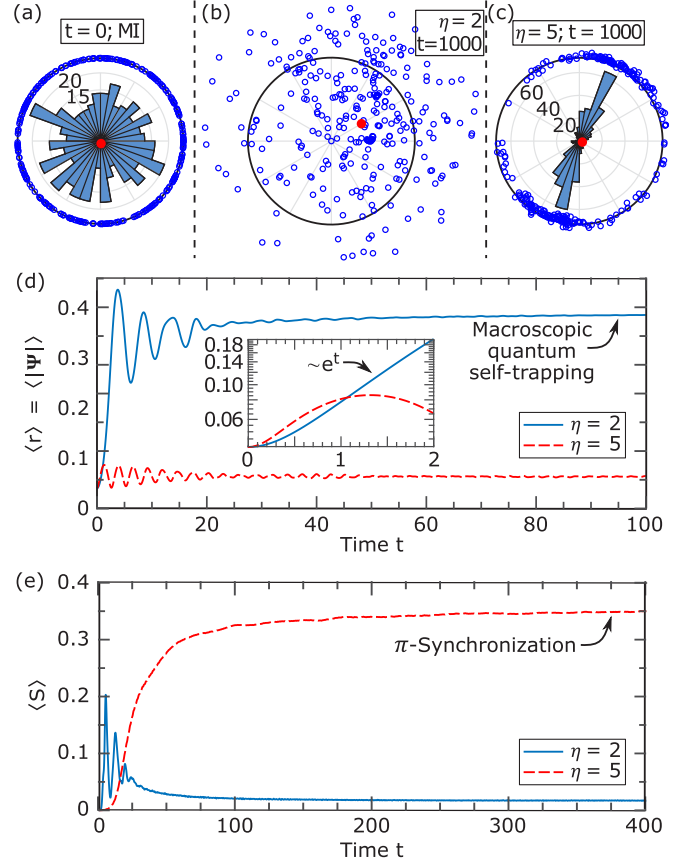 (a)
t = 0; MI
20
15
(b)
η = 2
t=1000
(c)
η = 5; t = 1000
60
40
20
(d)
0.4
0.3
0.2
0.1
0
⟨r⟩ = ⟨|Ψ|⟩
Macroscopic
quantum
self-trapping
0.18
0.10
0.06
~e^t
0
1
2
η = 2
η = 5
0
20
40
60
80
100
Time t
(e)
0.4
0.3
0.2
0.1
0
⟨S⟩
π-Synchronization
η = 2
η = 5
0
100
200
300
400
Time t